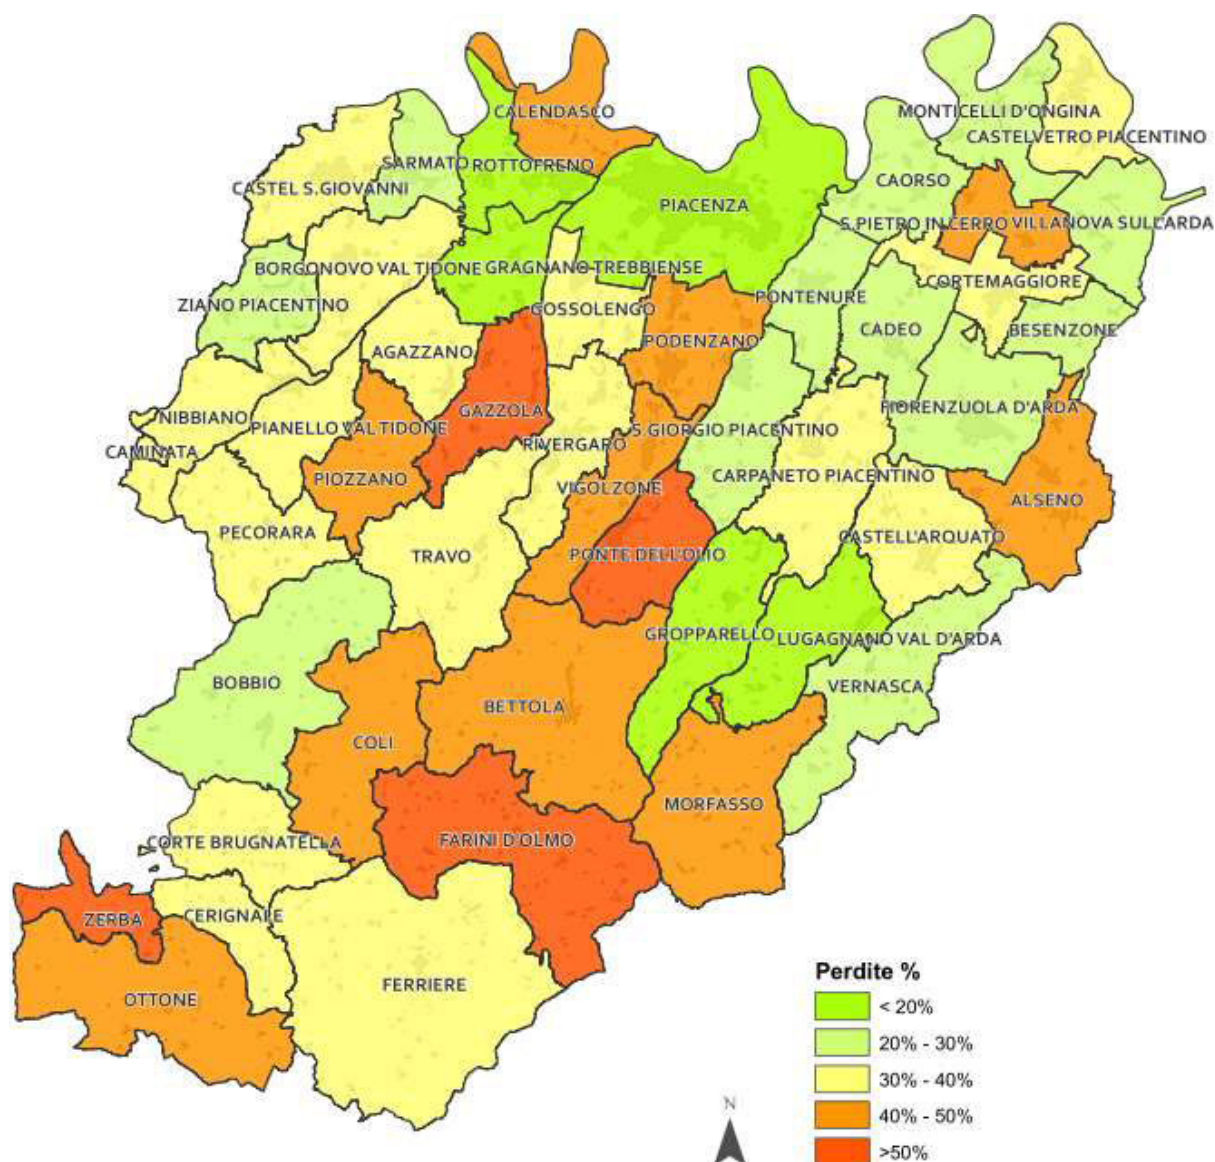 CALENDASCO
MONTICELLI D'ONGINA
CASTELVETRO PIACENTINO
SARMATO
ROTTOFRENO
CASTEL S.GIOVANNI
CAORSO
PIACENZA
S.PIETRO IN CERRO
VILLANOVA SULL'ARDA
BORGONOVO VAL TIDONE
GRAGNANO TREBBIENSE
CORTEMAGGIORE
ZIANO PIACENTINO
PONTENURE
GOSSOLENGO
CADEO
BESENZONE
PODENZANO
AGAZZANO
GAZZOLA
FIORENZUOLA D'ARDA
NIBBIANO
PIANELLO VAL TIDONE
S.GIORGIO PIACENTINO
RIVERGARO
CAMINATA
PIOZZANO
VIGOLZONE
CARPANETO PIACENTINO
ALSENO
PECORARA
TRAVO
PONTE DELL'OLIO
CASTELL'ARQUATO
GROPPARELLO
LUGAGNANO VAL D'ARDA
BOBBIO
VERNASCA
BETTOLA
COLI
MORFASSO
CORTE BRUGNATELLA
FARINI D'OLMO
ZERBA
CERIGNALE
FERRIERE
OTTONE
Perdite %
< 20%
20% - 30%
30% - 40%
40% - 50%
>50%
N